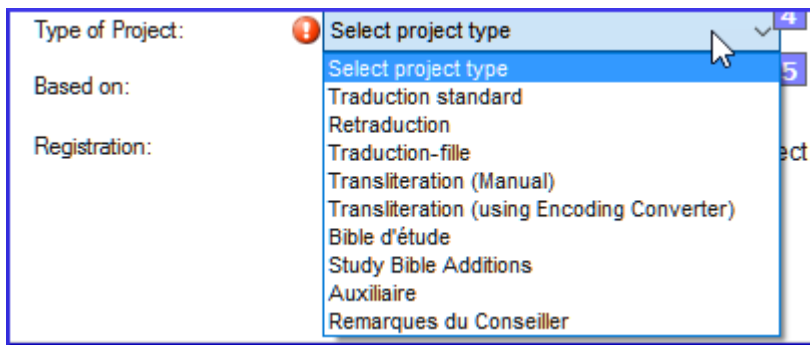 Type of Project: Select project type 4
Select project type 5
Based on: Traduction standard
Retraduction
Registration: Traduction-fille ect
Transliteration (Manual)
Transliteration (using Encoding Converter)
Bible d'étude
Study Bible Additions
Auxiliaire
Remarques du Conseiller